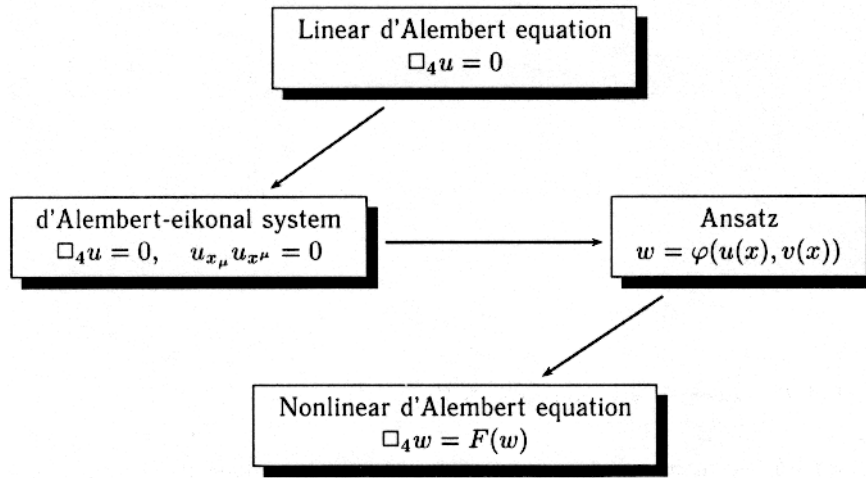 Linear d'Alembert equation
□₄u = 0
d'Alembert-eikonal system
□₄u = 0, u_{x_μ} u_{x^μ} = 0
Ansatz
w = φ(u(x), v(x))
Nonlinear d'Alembert equation
□₄w = F(w)